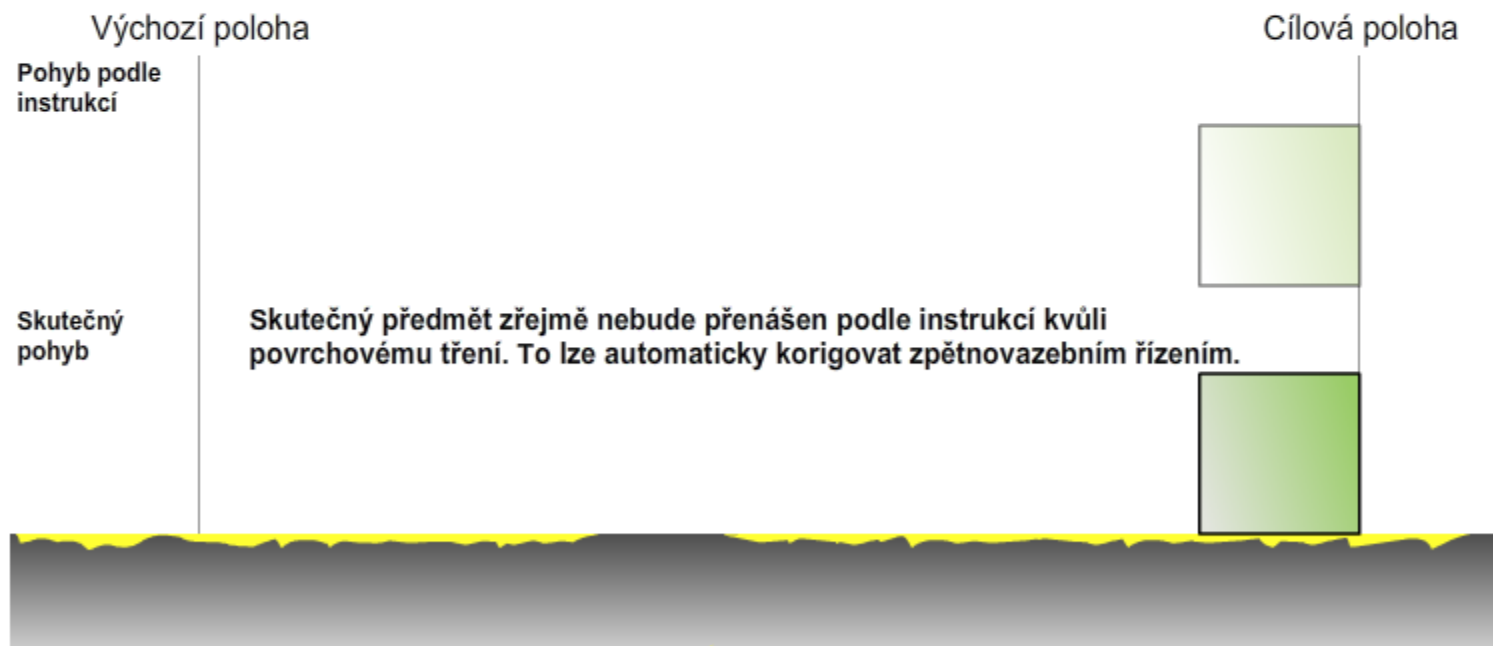 Výchozí poloha
Cílová poloha
Pohyb podle
instrukcí
Skutečný
pohyb
Skutečný předmět zřejmě nebude přenášen podle instrukcí kvůli
povrchovému tření. To lze automaticky korigovat zpětnovazebním řízením.